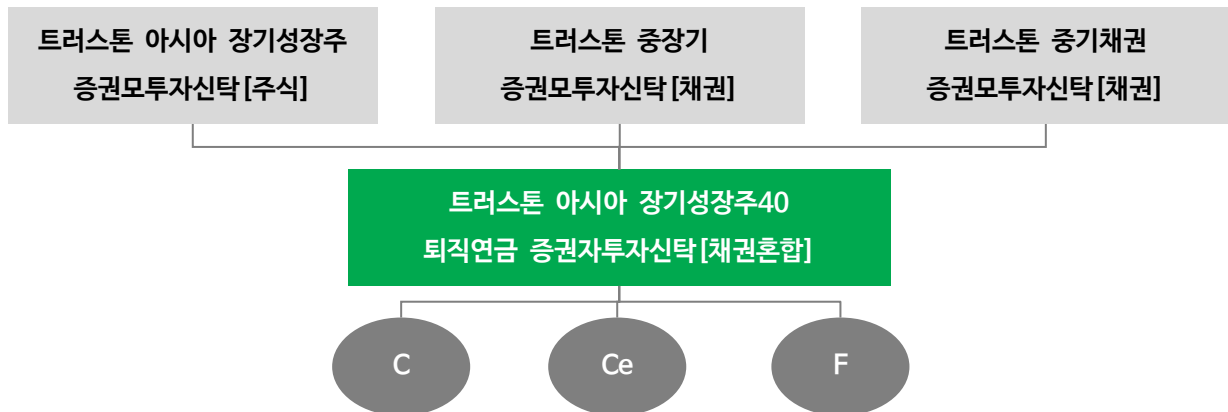 트러스톤 아시아 장기성장주
증권모투자신탁[주식]
트러스톤 중장기
증권모투자신탁[채권]
트러스톤 중기채권
증권모투자신탁[채권]
트러스톤 아시아 장기성장주40
퇴직연금 증권자투자신탁[채권혼합]
C
Ce
F